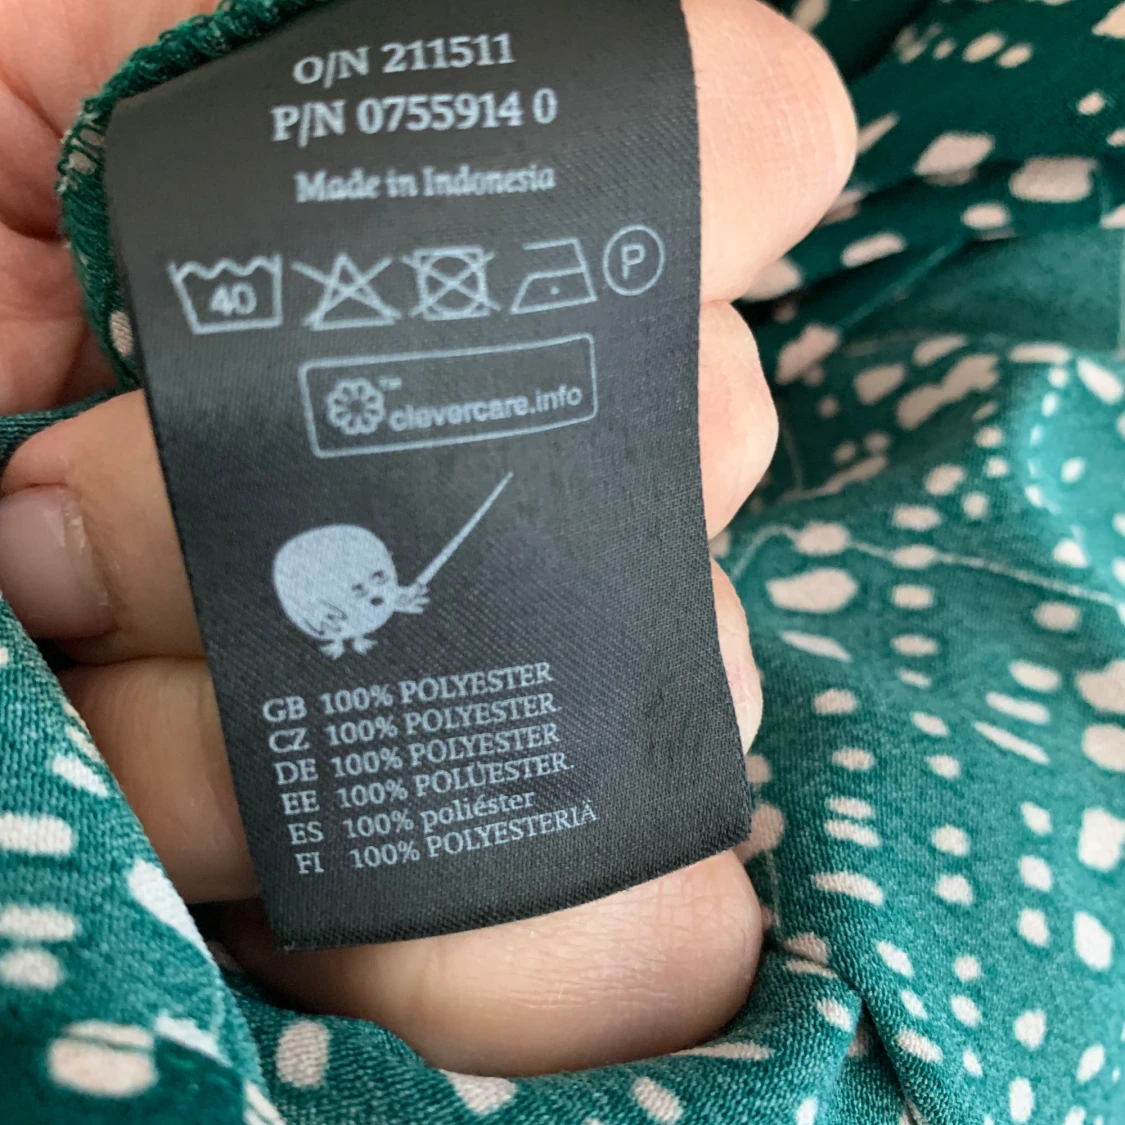 O/N 211511
P/N 0755914 0
Made in Indonesia
40
P
™
clevercare.info
GB 100% POLYESTER
CZ 100% POLYESTER
DE 100% POLYESTER
EE 100% POLÜESTER.
ES 100% poliéster
FI 100% POLYESTERIÄ